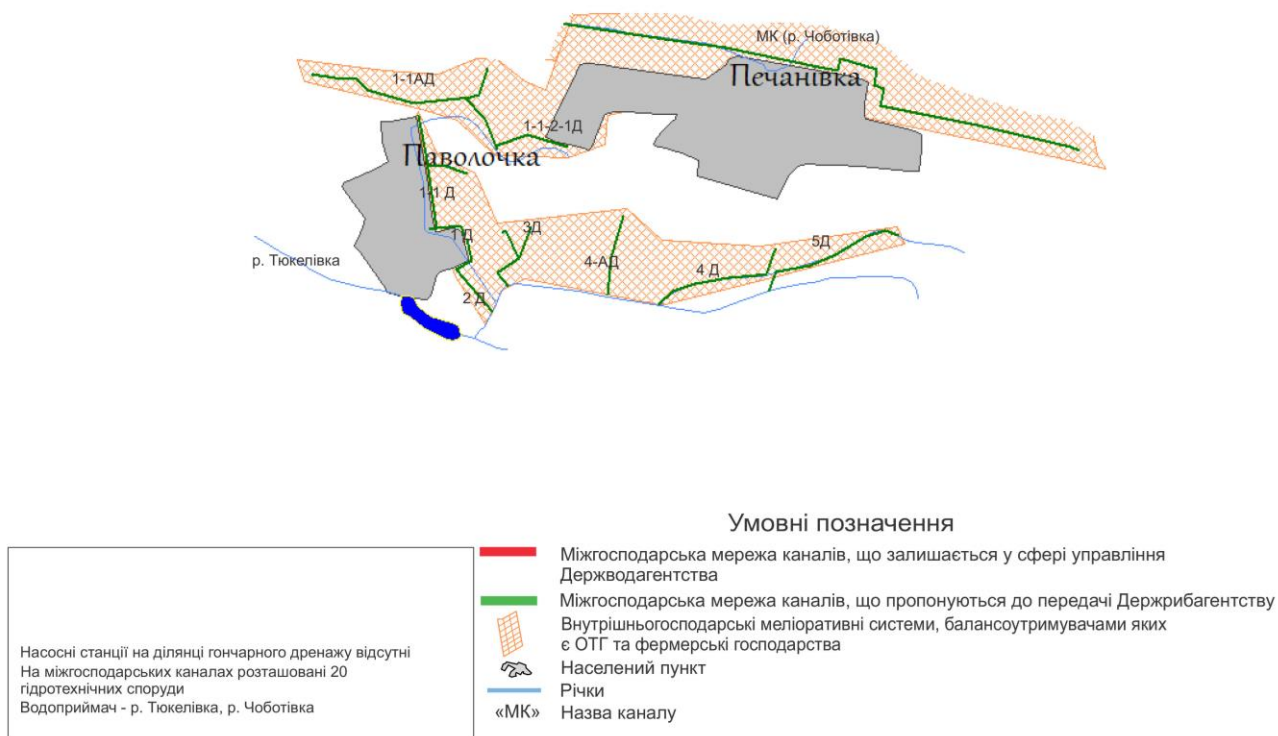 МК (р. Чоботівка)
Печанівка
1-1АД
1-1-2-1Д
Паволочка
1-1 Д
1 Д
3Д
5Д
р. Тюкелівка
4-АД
4 Д
2 Д
Умовні позначення
Міжгосподарська мережа каналів, що залишається у сфері управління
Держводагентства
Міжгосподарська мережа каналів, що пропонуються до передачі Держрибагентству
Внутрішньогосподарські меліоративні системи, балансоутримувачами яких
є ОТГ та фермерські господарства
Населений пункт
Річки
«МК» Назва каналу
Насосні станції на ділянці гончарного дренажу відсутні
На міжгосподарських каналах розташовані 20
гідротехнічних споруди
Водоприймач - р. Тюкелівка, р. Чоботівка